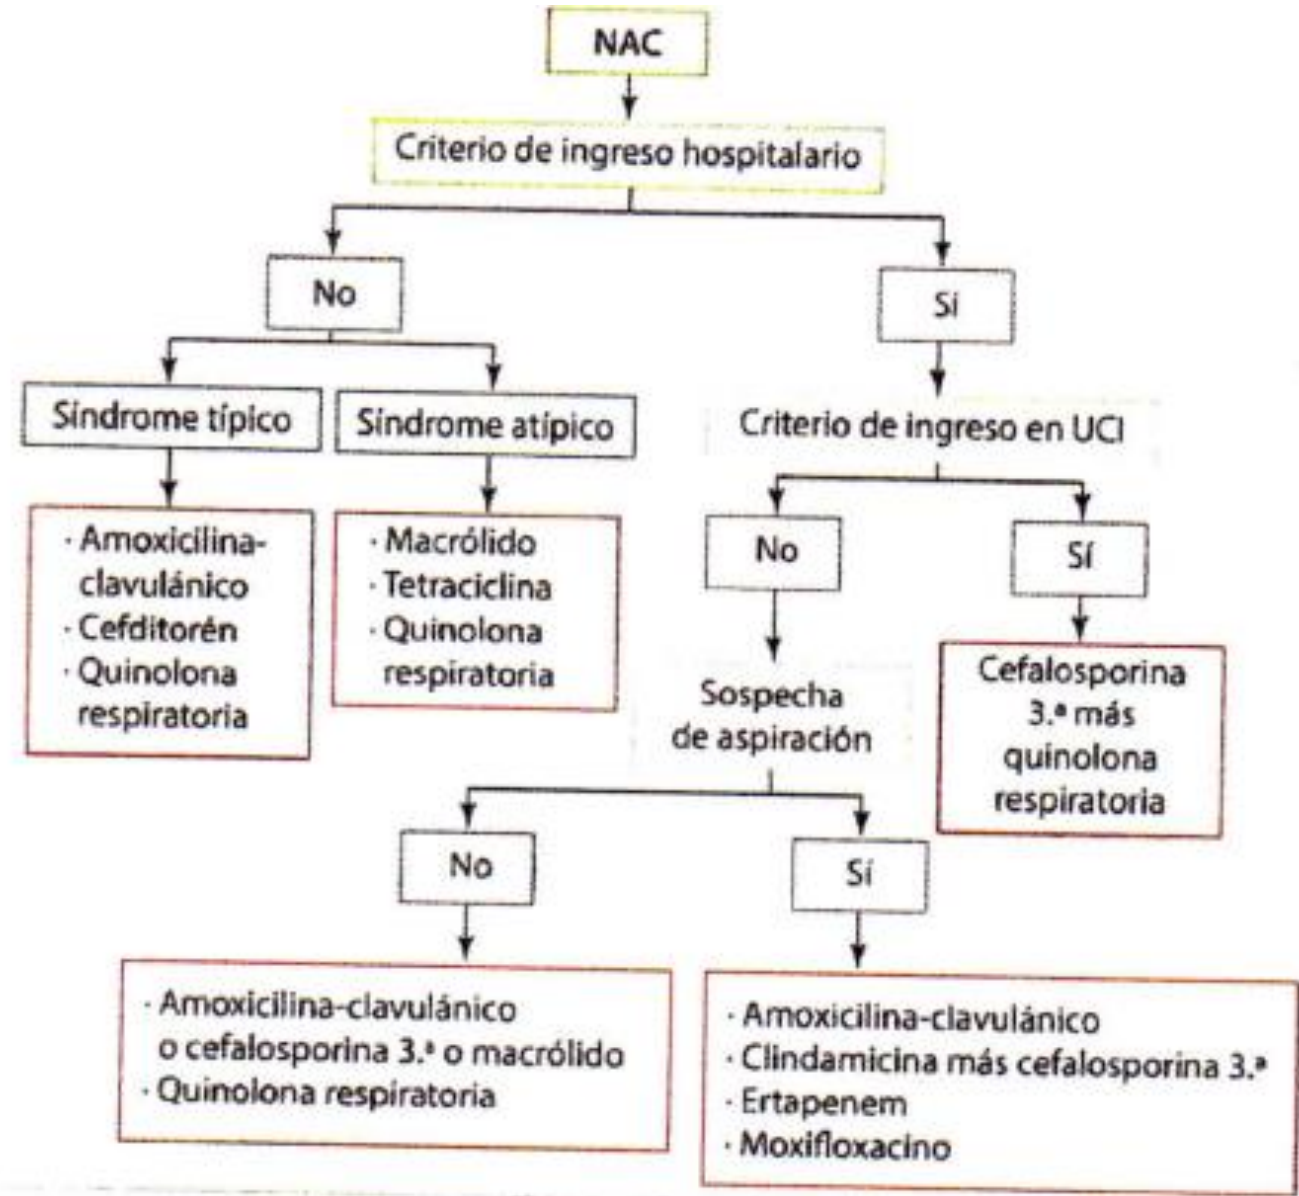 NAC
Criterio de ingreso hospitalario
No
Sí
Síndrome típico
Síndrome atípico
Criterio de ingreso en UCI
· Amoxicilina-
clavulánico
· Cefditorén
· Quinolona
respiratoria
· Macrólido
· Tetraciclina
· Quinolona
respiratoria
No
Sí
Sospecha
de aspiración
Cefalosporina
3.ª más
quinolona
respiratoria
No
Sí
· Amoxicilina-clavulánico
o cefalosporina 3.ª o macrólido
· Quinolona respiratoria
· Amoxicilina-clavulánico
· Clindamicina más cefalosporina 3.ª
· Ertapenem
· Moxifloxacino